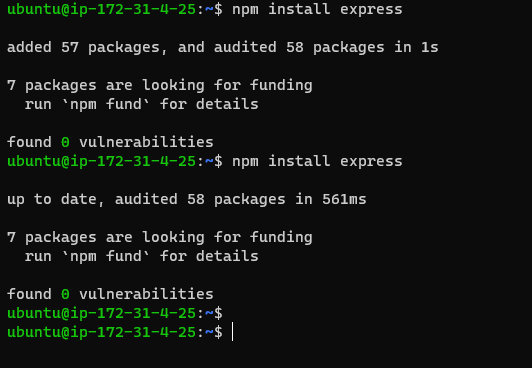 ubuntu@ip-172-31-4-25:~$ npm install express
added 57 packages, and audited 58 packages in 1s
7 packages are looking for funding
  run `npm fund` for details
found 0 vulnerabilities
ubuntu@ip-172-31-4-25:~$ npm install express
up to date, audited 58 packages in 561ms
7 packages are looking for funding
  run `npm fund` for details
found 0 vulnerabilities
ubuntu@ip-172-31-4-25:~$
ubuntu@ip-172-31-4-25:~$